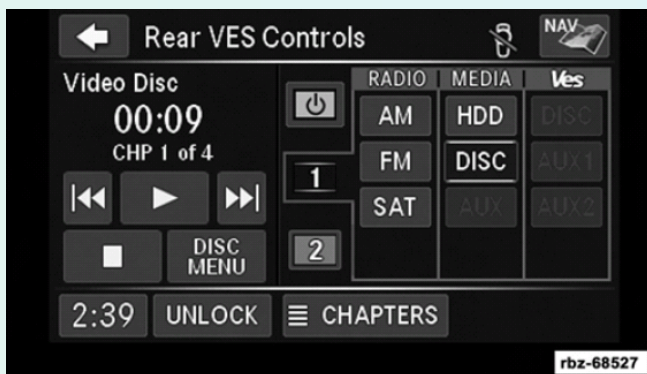 Rear VES Controls NAV
Video Disc
00:09
CHP 1 of 4
DISC
MENU
1
2
RADIO MEDIA Ves
AM HDD DISC
FM DISC AUX1
SAT AUX AUX2
2:39 UNLOCK CHAPTERS
rbz-68527